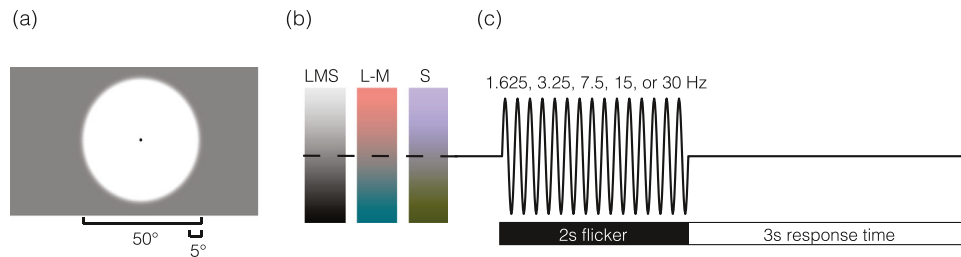 (a)
50°
5°
(b)
LMS L-M S
(c)
1.625, 3.25, 7.5, 15, or 30 Hz
2s flicker
3s response time